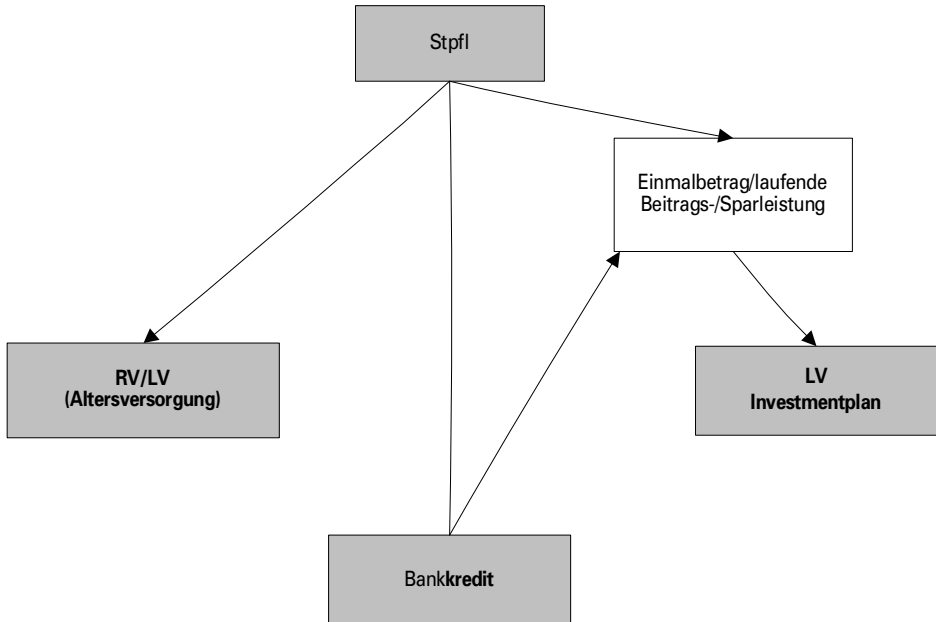 Stpfl
Einmalbetrag/laufende
Beitrags-/Sparleistung
RV/LV
(Altersversorgung)
LV
Investmentplan
Bankkredit